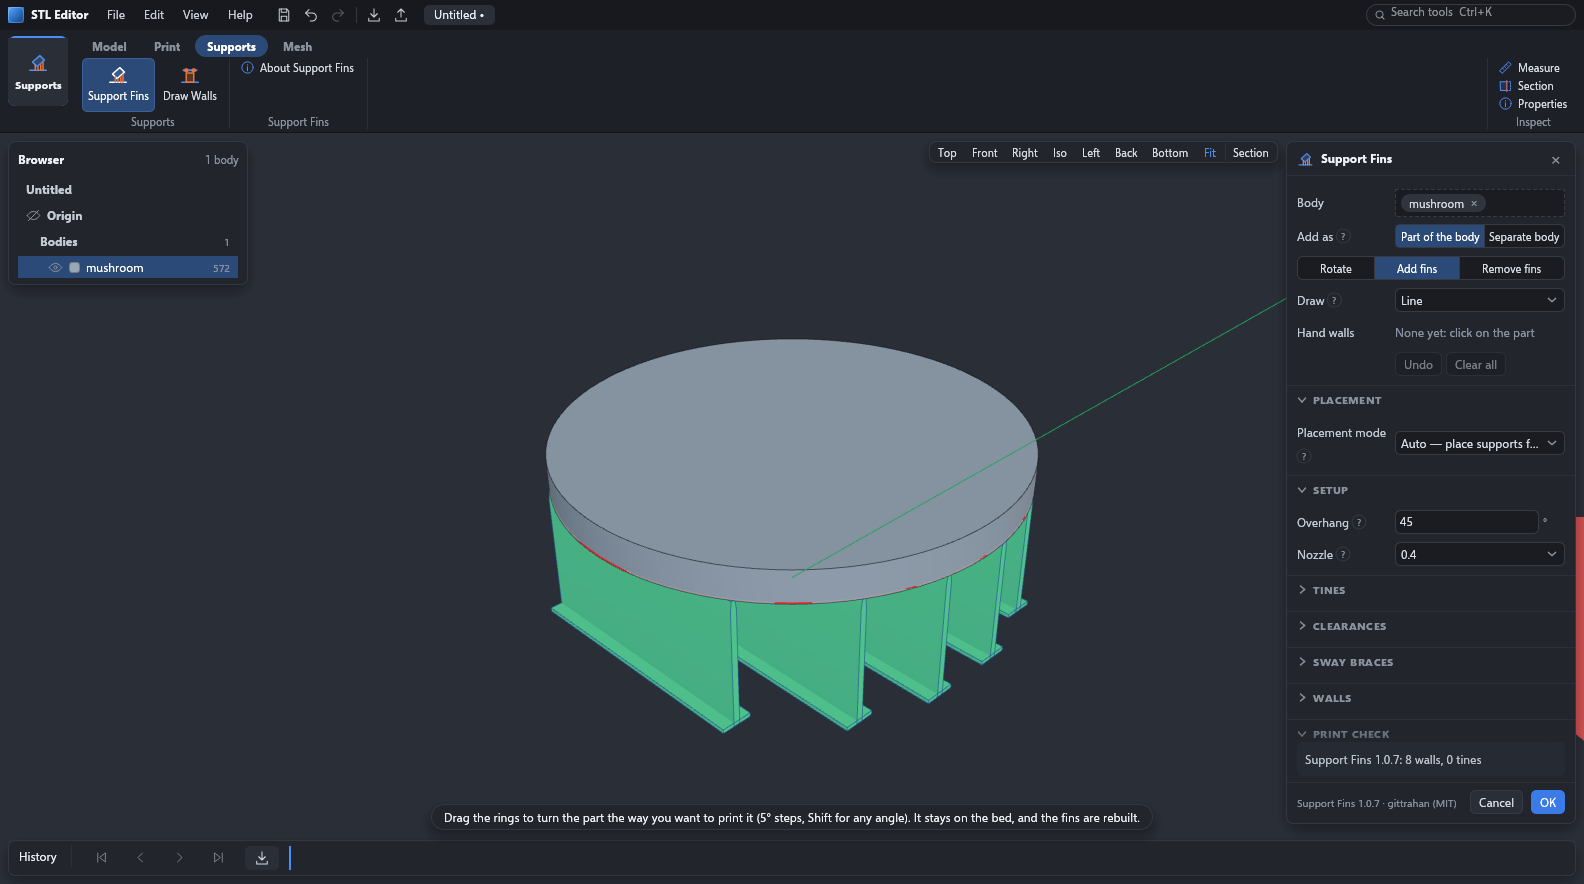 STL Editor File Edit View Help Untitled • Search tools Ctrl+K
Supports
Model Print Supports Mesh
Support Fins Draw Walls
Supports
About Support Fins
Support Fins
Measure
Section
Properties
Inspect
Browser 1 body
Untitled
Origin
Bodies 1
mushroom 572
Top Front Right Iso Left Back Bottom Fit Section
Support Fins ×
Body mushroom ×
Add as ? Part of the body Separate body
Rotate Add fins Remove fins
Draw ? Line
Hand walls None yet: click on the part
Undo Clear all
PLACEMENT
Placement mode ? Auto — place supports f...
SETUP
Overhang ? 45 °
Nozzle ? 0.4
TINES
CLEARANCES
SWAY BRACES
WALLS
PRINT CHECK
Support Fins 1.0.7: 8 walls, 0 tines
Support Fins 1.0.7 · gittrahan (MIT) Cancel OK
Drag the rings to turn the part the way you want to print it (5° steps, Shift for any angle). It stays on the bed, and the fins are rebuilt.
History